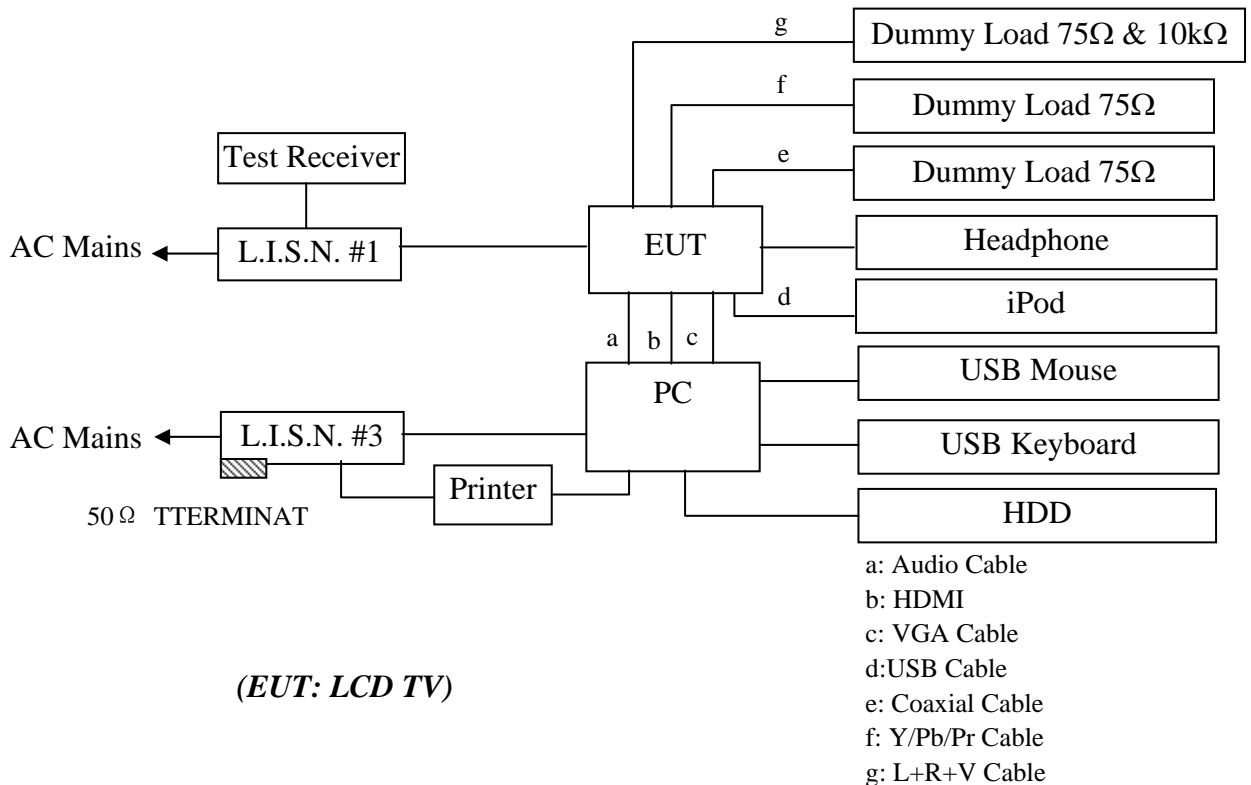 g
Dummy Load 75Ω & 10kΩ
f
Dummy Load 75Ω
Test Receiver
e
Dummy Load 75Ω
AC Mains
L.I.S.N. #1
EUT
Headphone
d
iPod
a
b
c
USB Mouse
PC
AC Mains
L.I.S.N. #3
USB Keyboard
Printer
HDD
50Ω TTERMINAT
a: Audio Cable
b: HDMI
c: VGA Cable
d:USB Cable
(EUT: LCD TV)
e: Coaxial Cable
f: Y/Pb/Pr Cable
g: L+R+V Cable